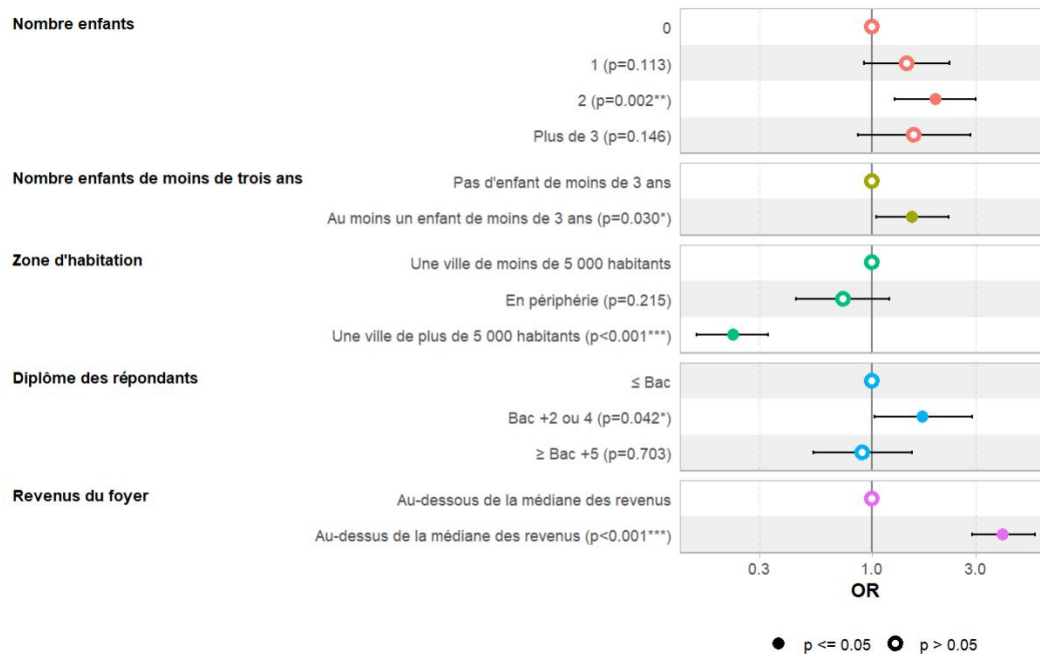 Nombre enfants
0
1 (p=0.113)
2 (p=0.002**)
Plus de 3 (p=0.146)
Nombre enfants de moins de trois ans
Pas d'enfant de moins de 3 ans
Au moins un enfant de moins de 3 ans (p=0.030*)
Zone d'habitation
Une ville de moins de 5 000 habitants
En périphérie (p=0.215)
Une ville de plus de 5 000 habitants (p<0.001***)
Diplôme des répondants
≤ Bac
Bac +2 ou 4 (p=0.042*)
≥ Bac +5 (p=0.703)
Revenus du foyer
Au-dessous de la médiane des revenus
Au-dessus de la médiane des revenus (p<0.001***)
0.3 1.0 3.0
OR
p <= 0.05 p > 0.05